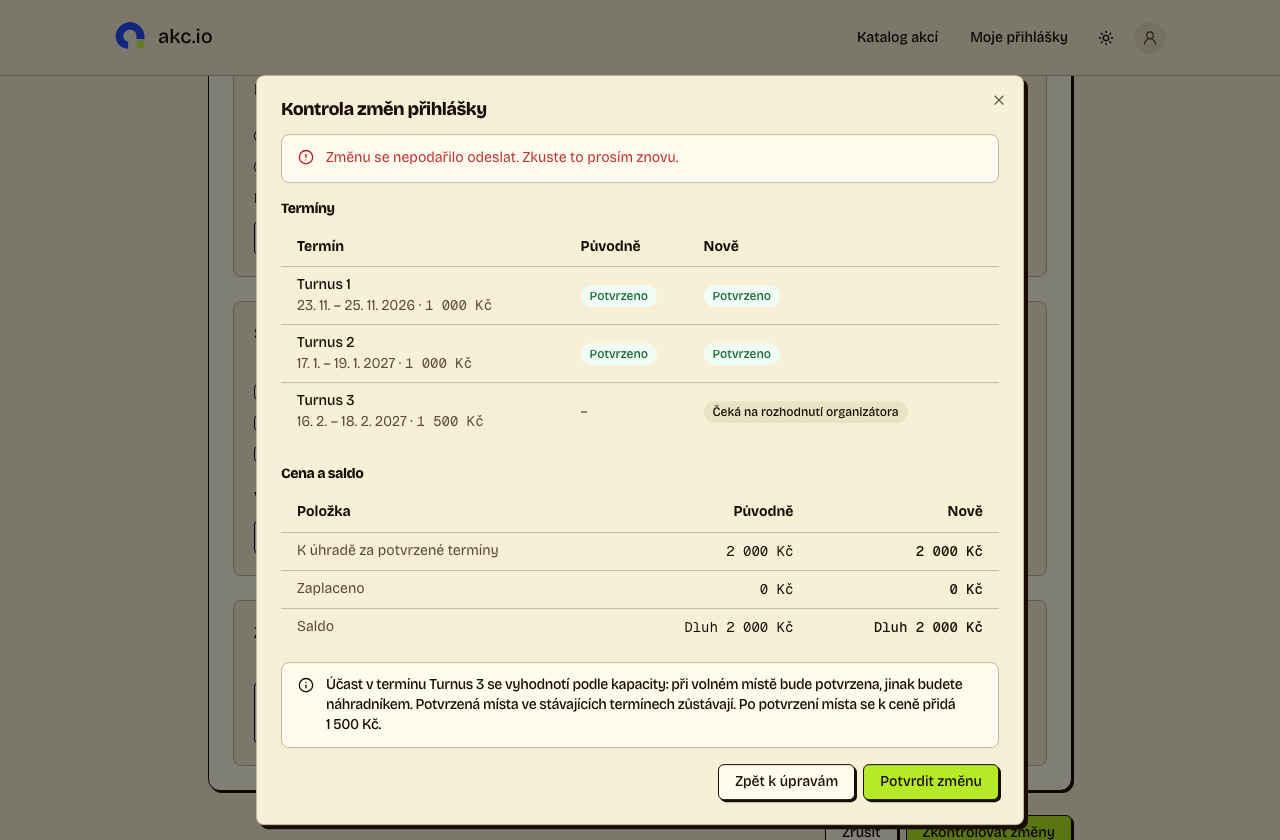 akc.io
Katalog akcí
Moje přihlášky
Kontrola změn přihlášky
Změnu se nepodařilo odeslat. Zkuste to prosím znovu.
Termíny
Termín Původně Nově
Turnus 1
23. 11. – 25. 11. 2026 · 1 000 Kč
Potvrzeno Potvrzeno
Turnus 2
17. 1. – 19. 1. 2027 · 1 000 Kč
Potvrzeno Potvrzeno
Turnus 3
16. 2. – 18. 2. 2027 · 1 500 Kč
– Čeká na rozhodnutí organizátora
Cena a saldo
Položka Původně Nově
K úhradě za potvrzené termíny 2 000 Kč 2 000 Kč
Zaplaceno 0 Kč 0 Kč
Saldo Dluh 2 000 Kč Dluh 2 000 Kč
Účast v termínu Turnus 3 se vyhodnotí podle kapacity: při volném místě bude potvrzena, jinak budete
náhradníkem. Potvrzená místa ve stávajících termínech zůstávají. Po potvrzení místa se k ceně přidá
1 500 Kč.
Zpět k úpravám
Potvrdit změnu
Zrušit
Zkontrolovat změny